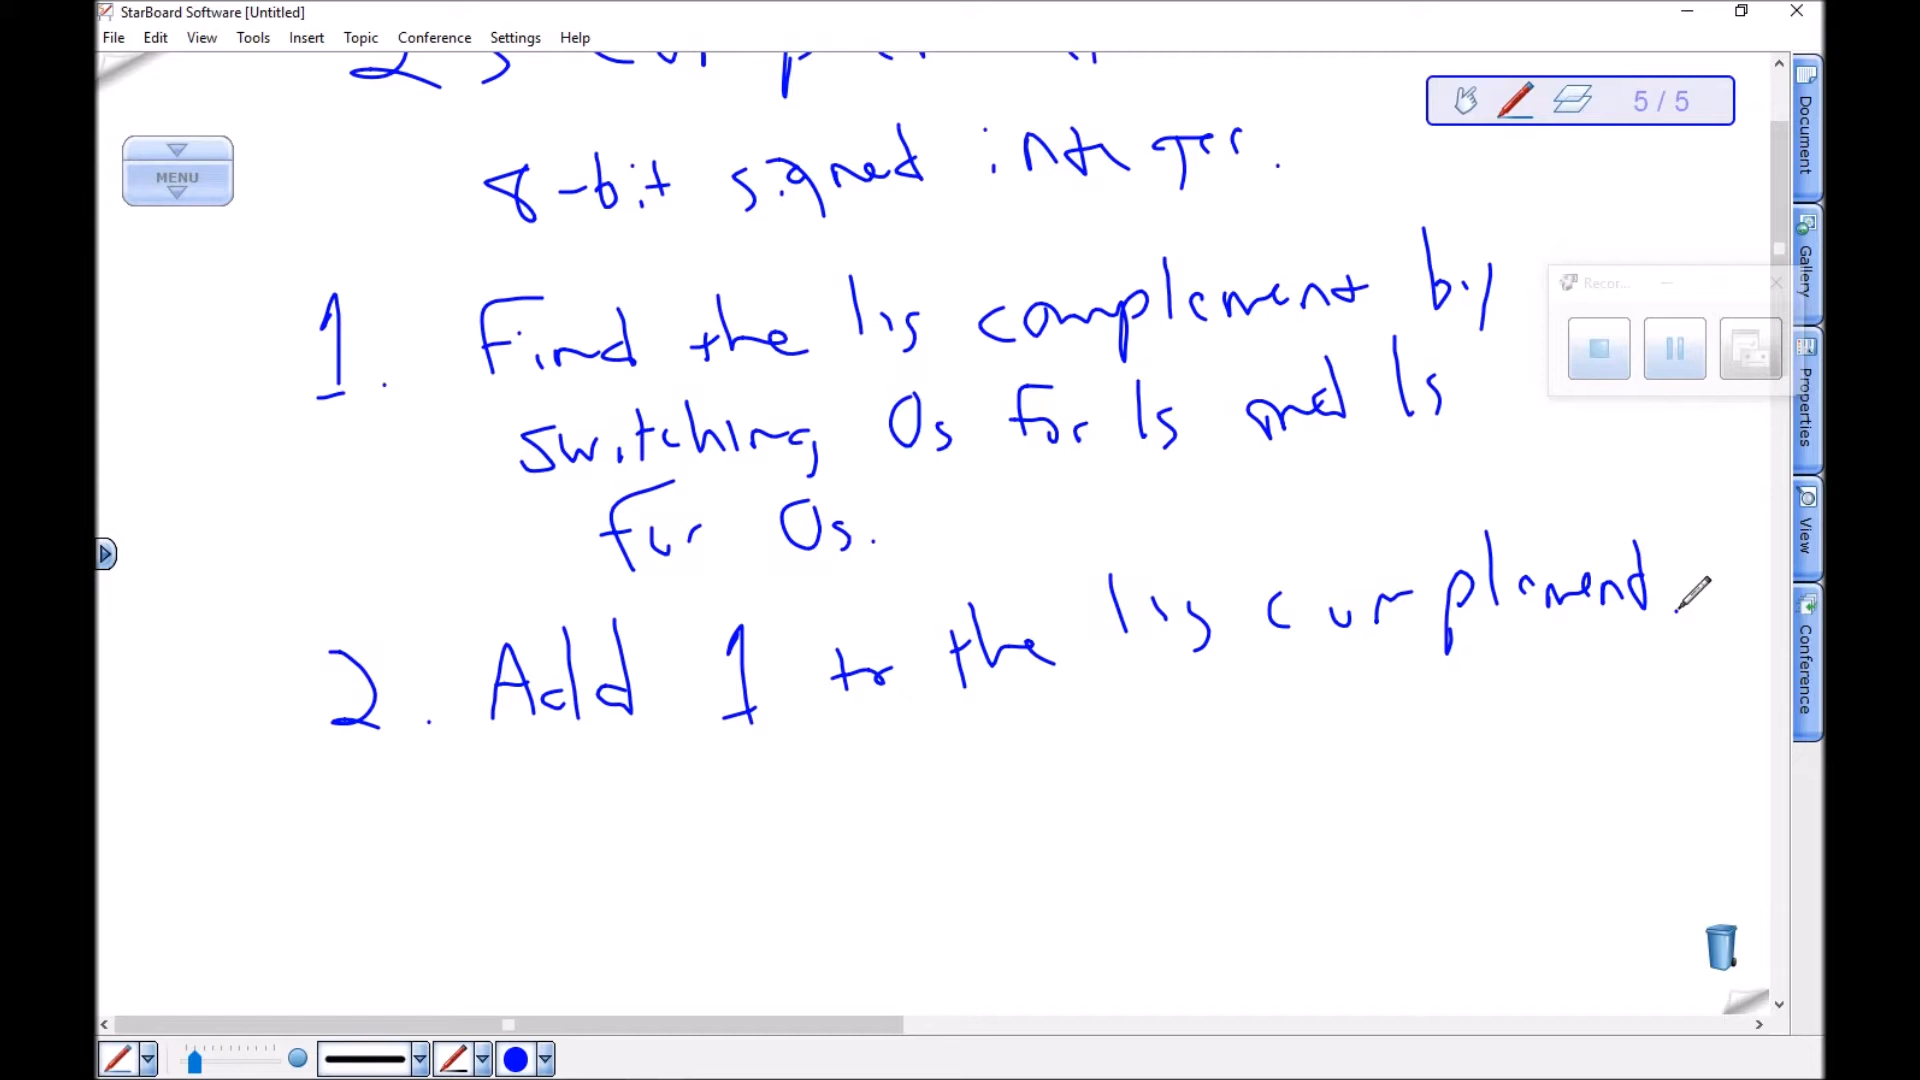 StarBoard Software [Untitled]
File Edit View Tools Insert Topic Conference Settings Help
5 / 5
MENU
8-bit signed integer.
1. Find the 1's complement by
switching 0s for 1s and 1s
for 0s.
2. Add 1 to the 1's complement.
Recor...
Document
Gallery
Properties
View
Conference